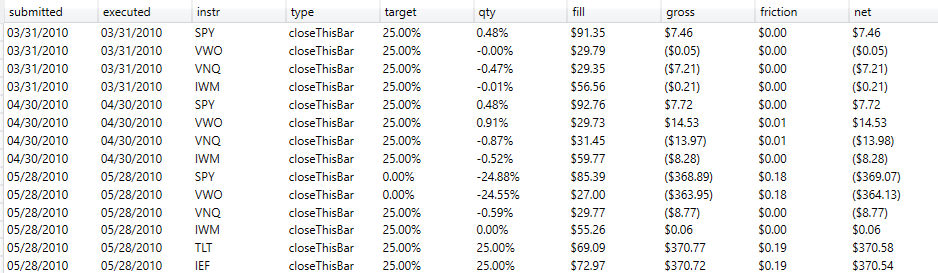 submitted executed instr type target qty fill gross friction net
03/31/2010 03/31/2010 SPY closeThisBar 25.00% 0.48% $91.35 $7.46 $0.00 $7.46
03/31/2010 03/31/2010 VWO closeThisBar 25.00% -0.00% $29.79 ($0.05) $0.00 ($0.05)
03/31/2010 03/31/2010 VNQ closeThisBar 25.00% -0.47% $29.35 ($7.21) $0.00 ($7.21)
03/31/2010 03/31/2010 IWM closeThisBar 25.00% -0.01% $56.56 ($0.21) $0.00 ($0.21)
04/30/2010 04/30/2010 SPY closeThisBar 25.00% 0.48% $92.76 $7.72 $0.00 $7.72
04/30/2010 04/30/2010 VWO closeThisBar 25.00% 0.91% $29.73 $14.53 $0.01 $14.53
04/30/2010 04/30/2010 VNQ closeThisBar 25.00% -0.87% $31.45 ($13.97) $0.01 ($13.98)
04/30/2010 04/30/2010 IWM closeThisBar 25.00% -0.52% $59.77 ($8.28) $0.00 ($8.28)
05/28/2010 05/28/2010 SPY closeThisBar 0.00% -24.88% $85.39 ($368.89) $0.18 ($369.07)
05/28/2010 05/28/2010 VWO closeThisBar 0.00% -24.55% $27.00 ($363.95) $0.18 ($364.13)
05/28/2010 05/28/2010 VNQ closeThisBar 25.00% -0.59% $29.77 ($8.77) $0.00 ($8.77)
05/28/2010 05/28/2010 IWM closeThisBar 25.00% 0.00% $55.26 $0.06 $0.00 $0.06
05/28/2010 05/28/2010 TLT closeThisBar 25.00% 25.00% $69.09 $370.77 $0.19 $370.58
05/28/2010 05/28/2010 IEF closeThisBar 25.00% 25.00% $72.97 $370.72 $0.19 $370.54